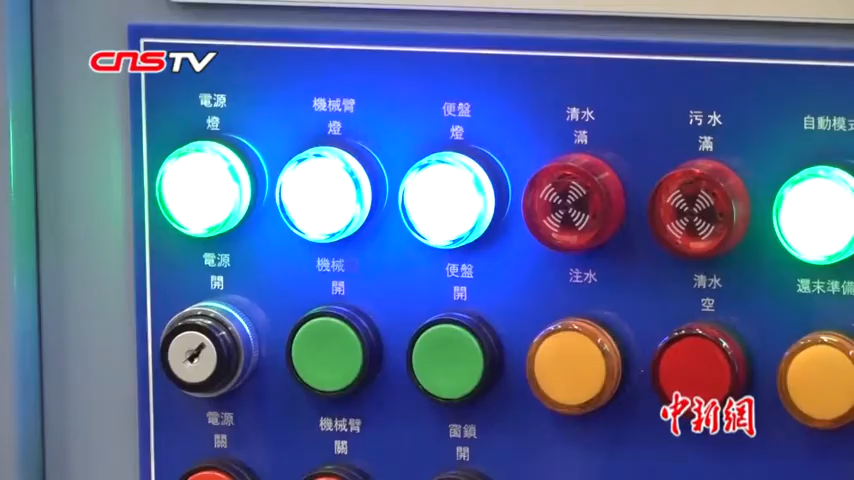 CNSTV
電源
燈
機械臂
燈
便盤
燈
清水
滿
污水
滿
自動模式
電源
開
機械
開
便盤
開
注水
清水
空
還未準備
電源
關
機械臂
關
窗鎖
開
中新網